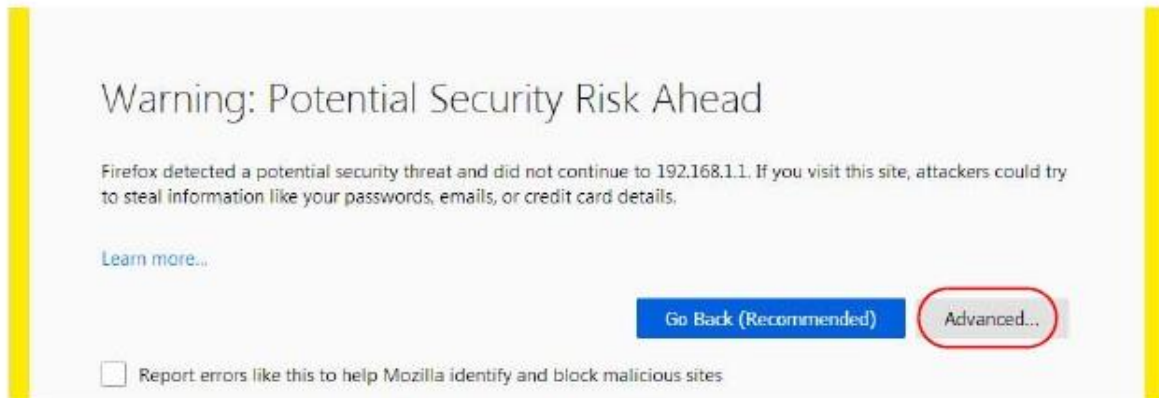 Warning: Potential Security Risk Ahead
Firefox detected a potential security threat and did not continue to 192.168.1.1. If you visit this site, attackers could try
to steal information like your passwords, emails, or credit card details.
Learn more...
Go Back (Recommended) Advanced...
Report errors like this to help Mozilla identify and block malicious sites